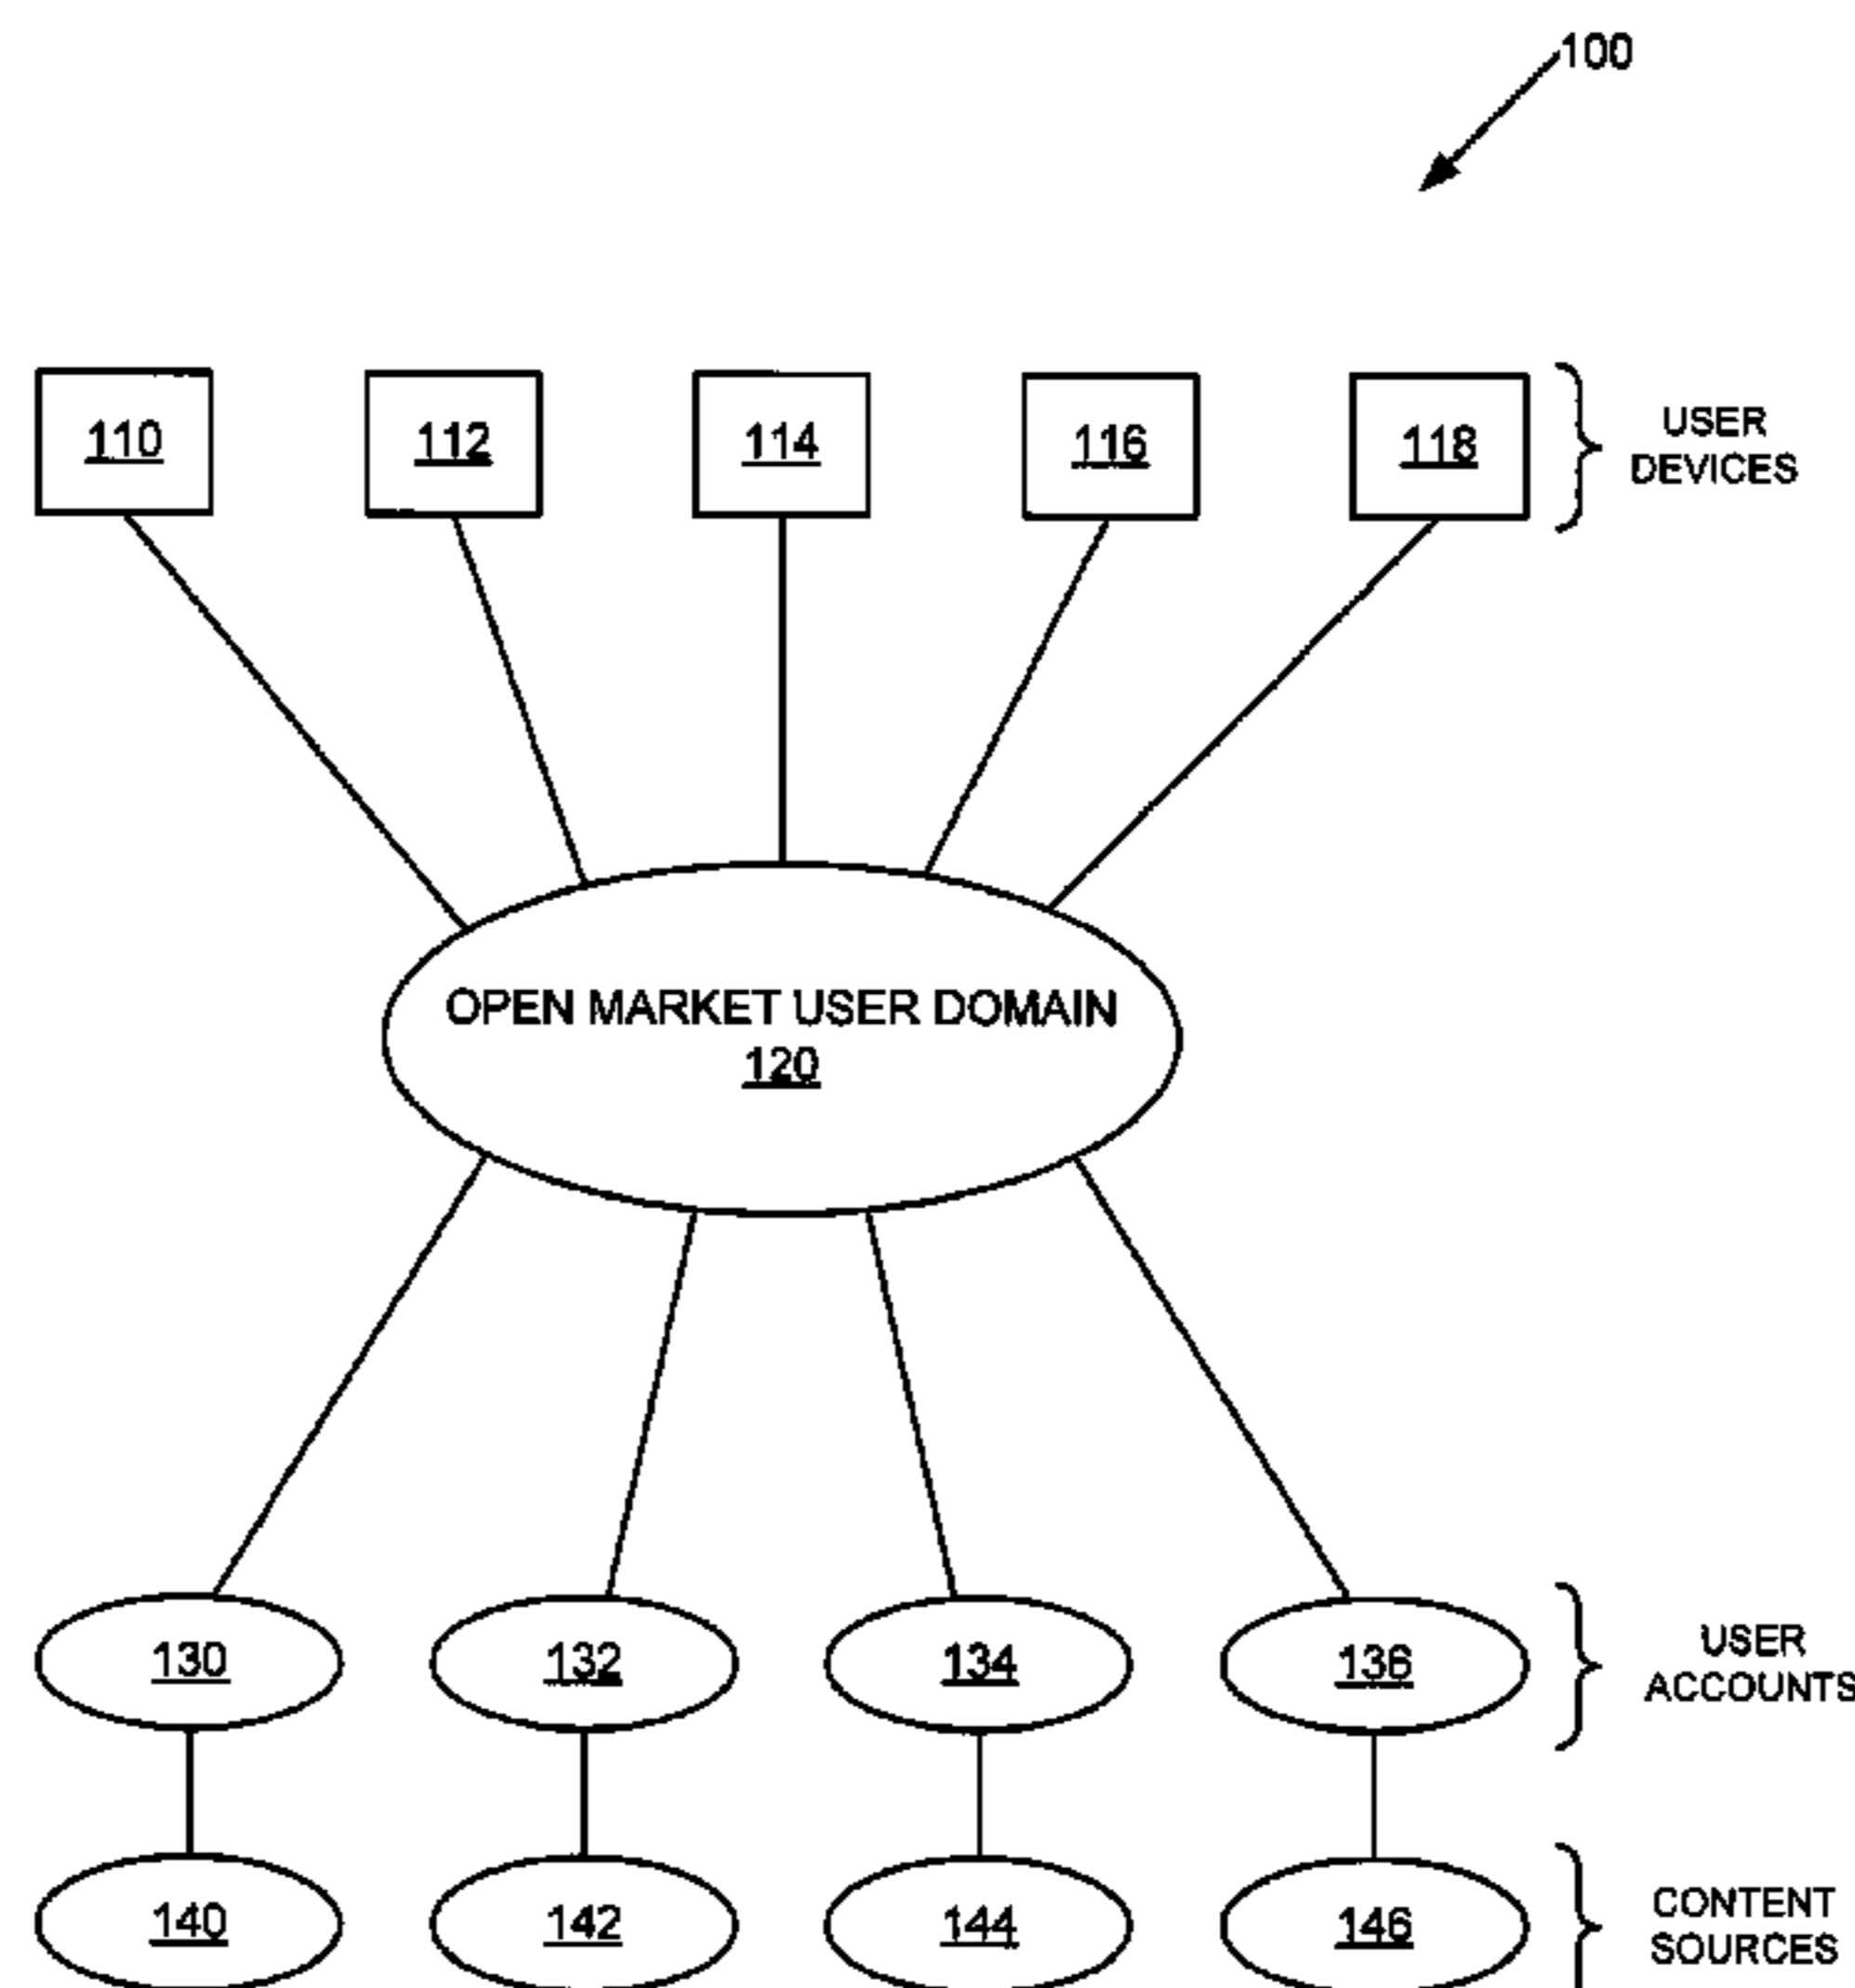 100
110 112 114 116 118
USER
DEVICES
OPEN MARKET USER DOMAIN
120
130 132 134 136
USER
ACCOUNTS
140 142 144 146
CONTENT
SOURCES